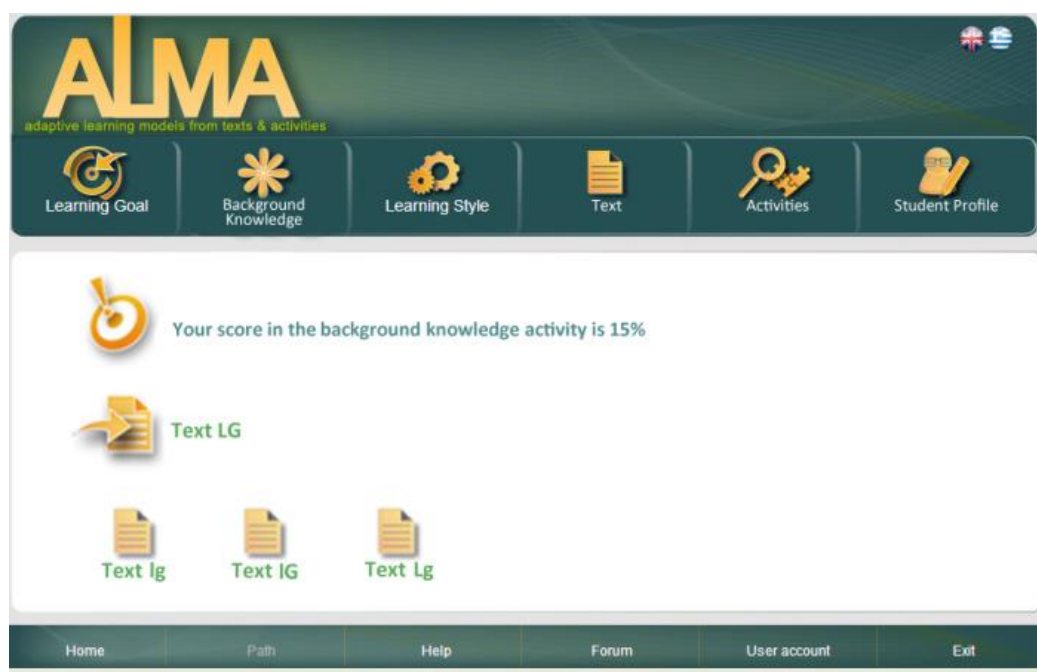 ALMA
adaptive learning models from texts & activities
Learning Goal
Background
Knowledge
Learning Style
Text
Activities
Student Profile
Your score in the background knowledge activity is 15%
Text LG
Text lg
Text lG
Text Lg
Home
Path
Help
Forum
User account
Exit